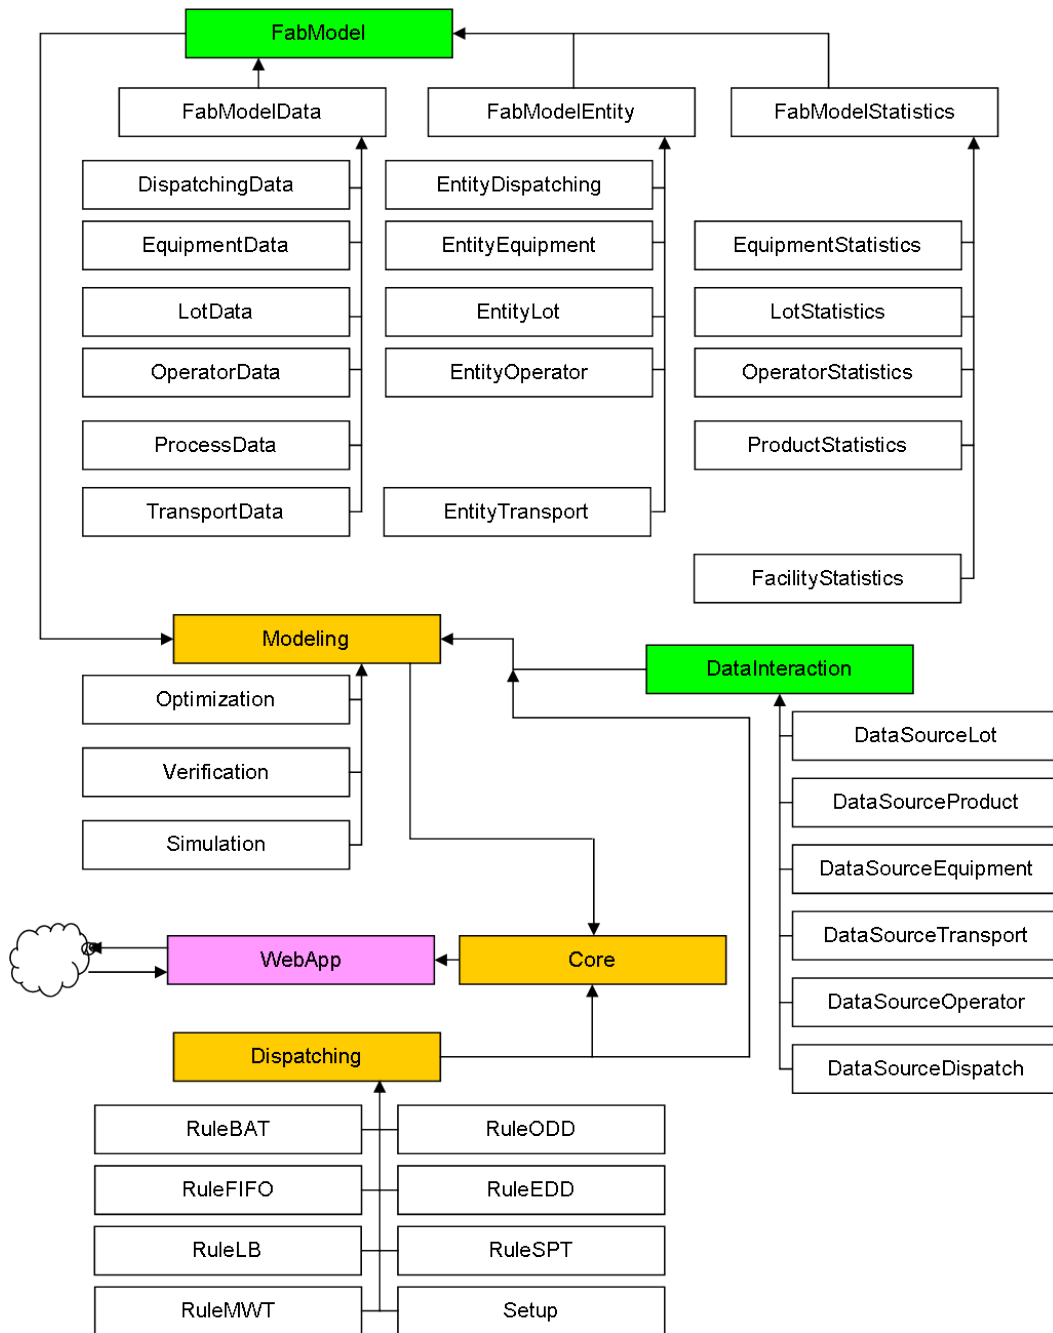 FabModel
FabModelData
FabModelEntity
FabModelStatistics
DispatchingData
EntityDispatching
EquipmentData
EntityEquipment
EquipmentStatistics
LotData
EntityLot
LotStatistics
OperatorData
EntityOperator
OperatorStatistics
ProcessData
ProductStatistics
TransportData
EntityTransport
FacilityStatistics
Modeling
DataInteraction
Optimization
DataSourceLot
Verification
DataSourceProduct
Simulation
DataSourceEquipment
DataSourceTransport
WebApp
Core
DataSourceOperator
Dispatching
DataSourceDispatch
RuleBAT
RuleODD
RuleFIFO
RuleEDD
RuleLB
RuleSPT
RuleMWT
Setup